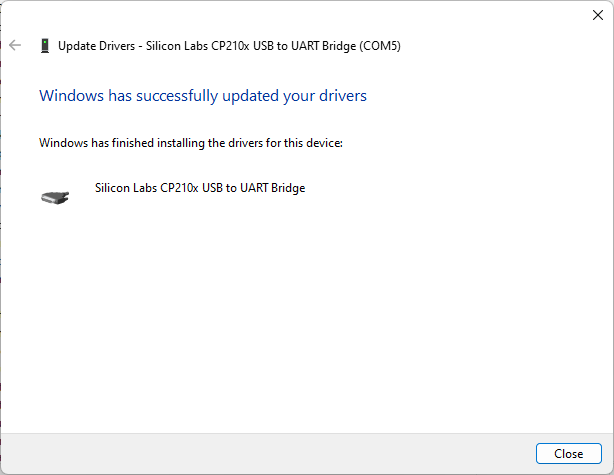 Update Drivers - Silicon Labs CP210x USB to UART Bridge (COM5)
Windows has successfully updated your drivers
Windows has finished installing the drivers for this device:
Silicon Labs CP210x USB to UART Bridge
Close